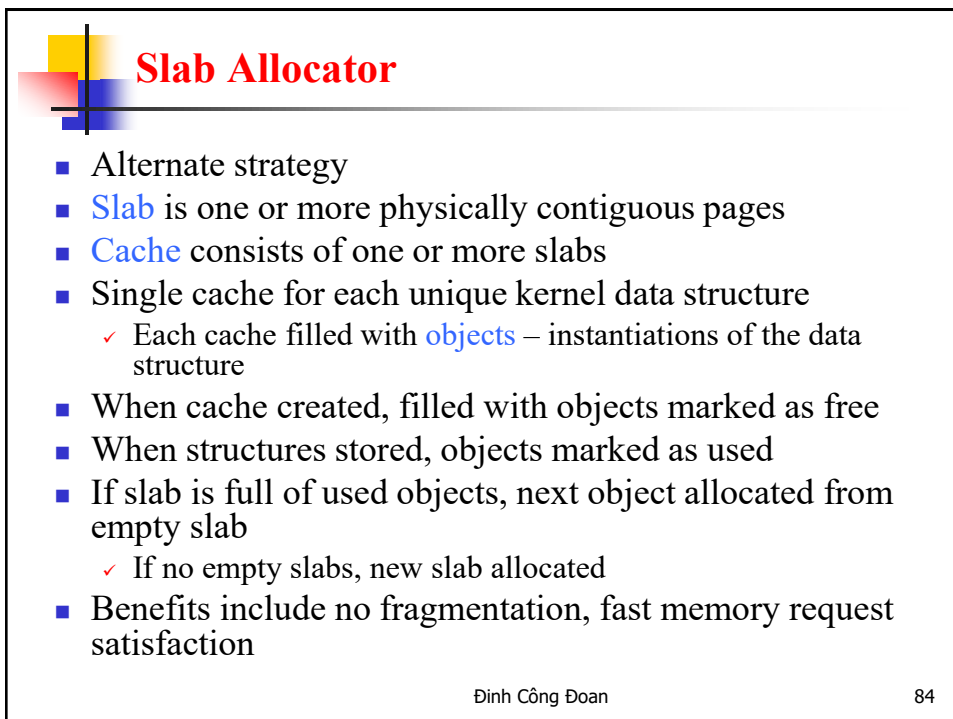 Slab Allocator
Alternate strategy
Slab is one or more physically contiguous pages
Cache consists of one or more slabs
Single cache for each unique kernel data structure
Each cache filled with objects – instantiations of the data
structure
When cache created, filled with objects marked as free
When structures stored, objects marked as used
If slab is full of used objects, next object allocated from
empty slab
If no empty slabs, new slab allocated
Benefits include no fragmentation, fast memory request
satisfaction
Đinh Công Đoan 84